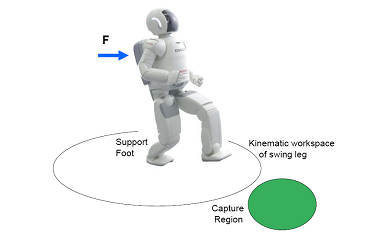 F
Support
Foot
Kinematic workspace
of swing leg
Capture
Region